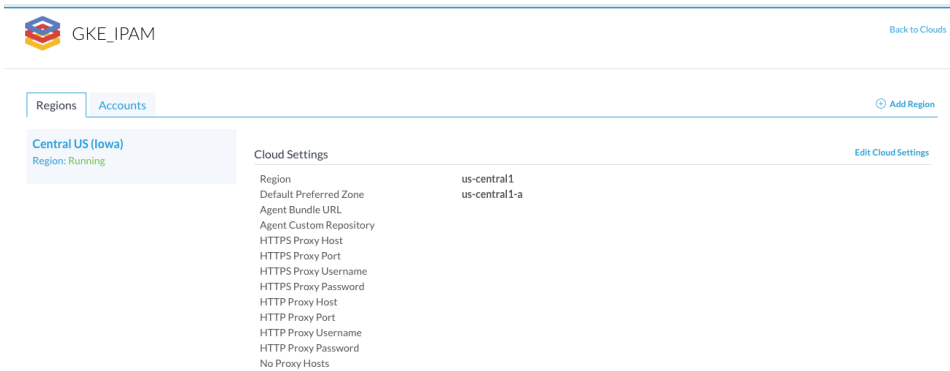 GKE_IPAM
Back to Clouds
Regions
Accounts
Add Region
Central US (Iowa)
Region: Running
Cloud Settings
Edit Cloud Settings
Region us-central1
Default Preferred Zone us-central1-a
Agent Bundle URL
Agent Custom Repository
HTTPS Proxy Host
HTTPS Proxy Port
HTTPS Proxy Username
HTTPS Proxy Password
HTTP Proxy Host
HTTP Proxy Port
HTTP Proxy Username
HTTP Proxy Password
No Proxy Hosts